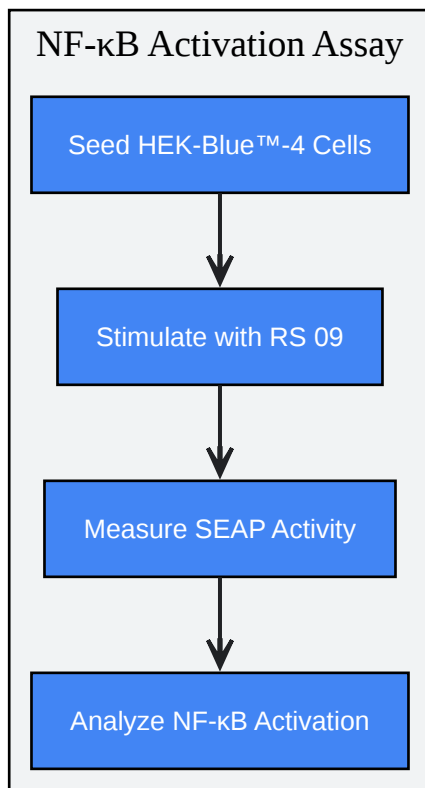 NF-κB Activation Assay
Seed HEK-Blue™-4 Cells
Stimulate with RS 09
Measure SEAP Activity
Analyze NF-κB Activation